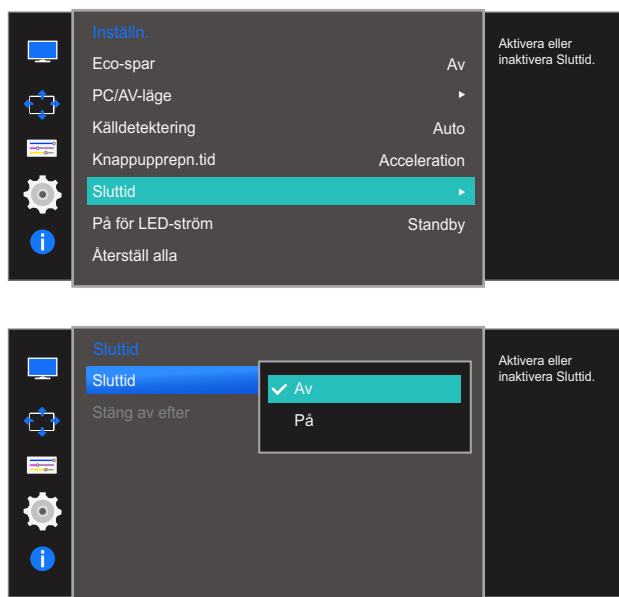 Inställn.
Eco-spar Av
PC/AV-läge
Källdetektering Auto
Knappupprepn.tid Acceleration
Sluttid
På för LED-ström Standby
Återställ alla
Aktivera eller
inaktivera Sluttid.
Sluttid
Sluttid
Av
Stäng av efter
På
Aktivera eller
inaktivera Sluttid.